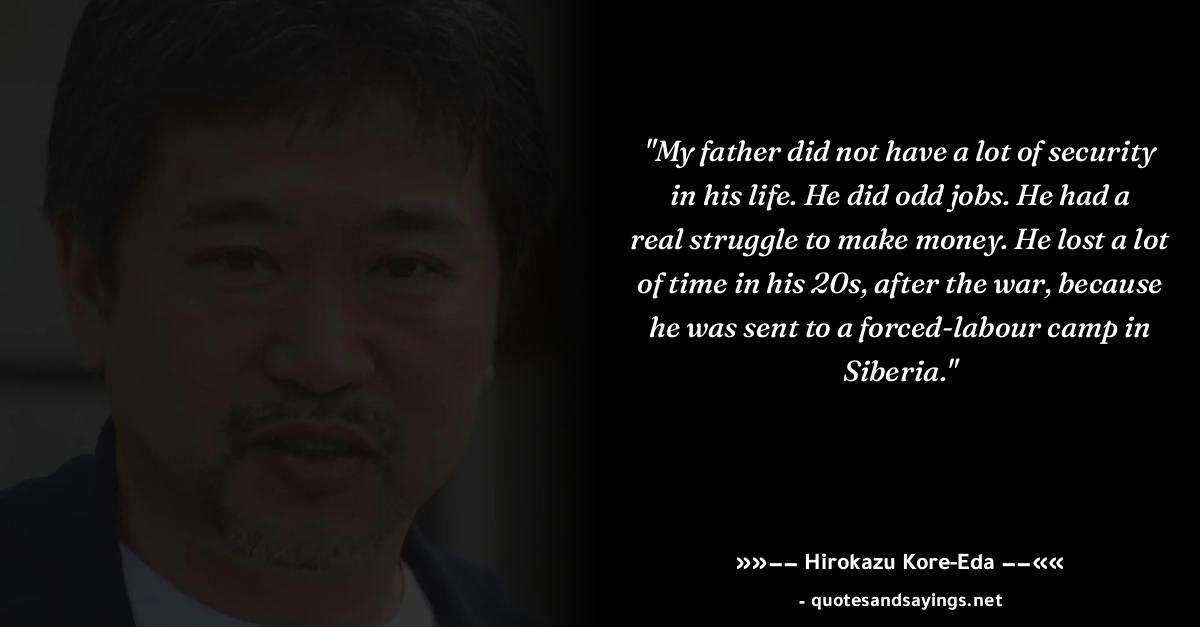 "My father did not have a lot of security
in his life. He did odd jobs. He had a
real struggle to make money. He lost a lot
of time in his 20s, after the war, because
he was sent to a forced-labour camp in
Siberia."
»»−− Hirokazu Kore-Eda −−««
- quotesandsayings.net